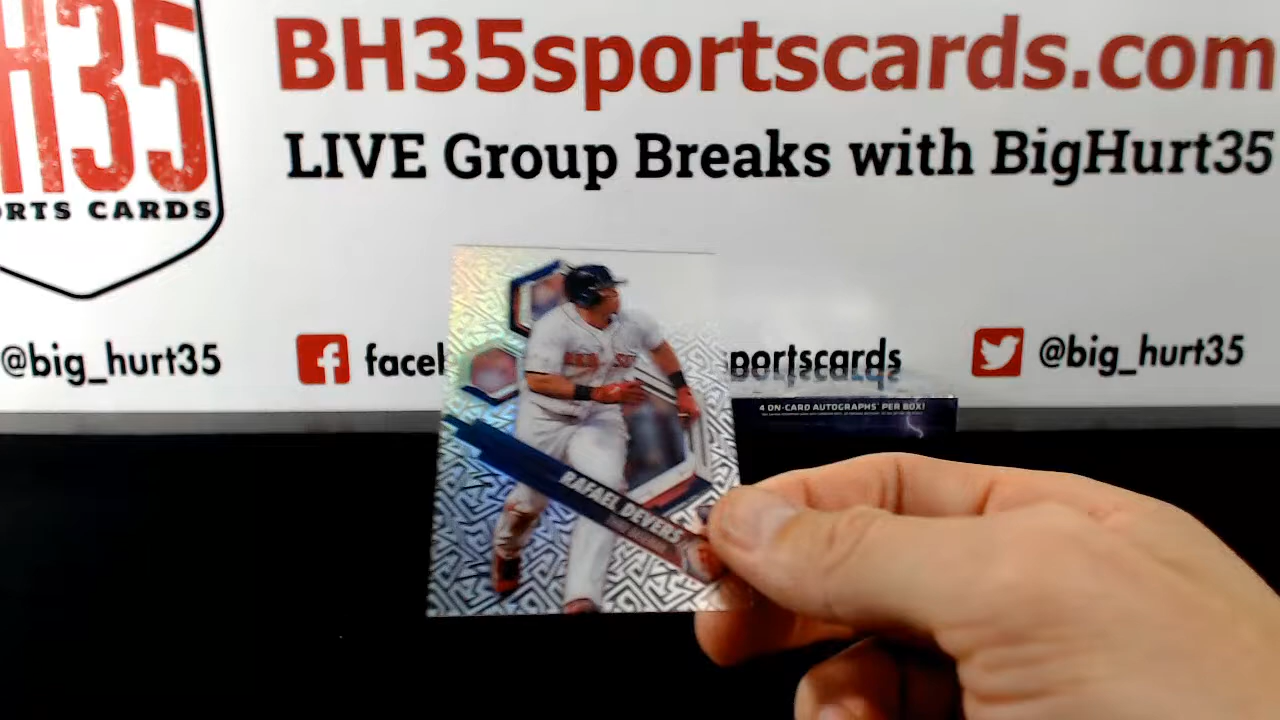 H35
ORTS CARDS
BH35sportscards.com
LIVE Group Breaks with BigHurt35
@big_hurt35
f facel
portscards
@big_hurt35
4 ON-CARD AUTOGRAPHS* PER BOX!
RAFAEL DEVERS